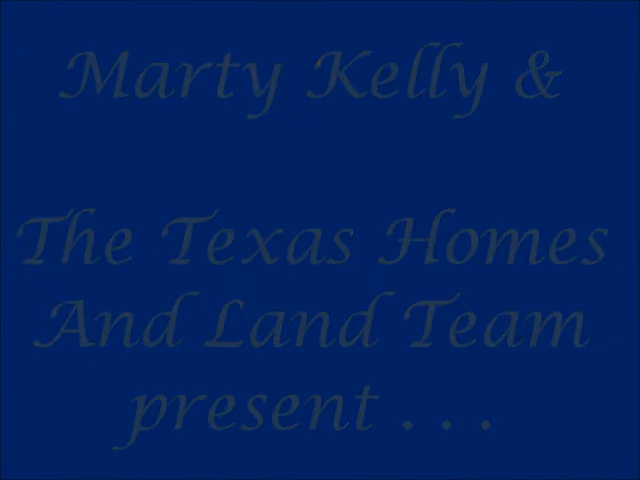 Marty Kelly &
The Texas Homes
And Land Team
present . . .